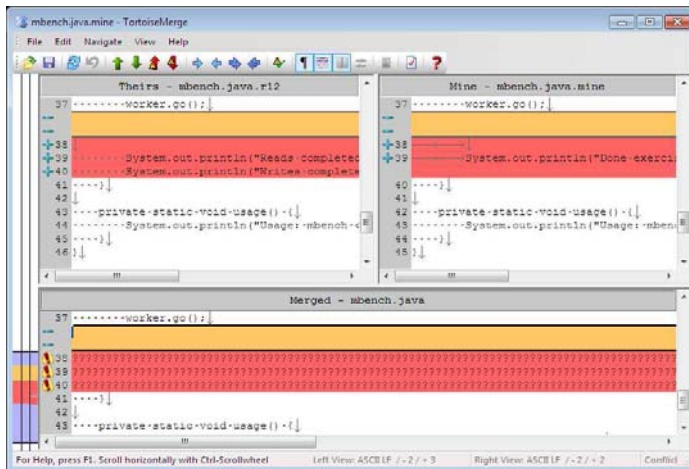 mbench.java.mine - TortoiseMerge
File Edit Navigate View Help
Theirs - mbench.java.r12
37 ········worker.go();↓
38 ↓
39 ········System.out.println("Reads·completed
40 ········System.out.println("Writes·comple
41 ····}↓
42 ↓
43 ····private·static·void·usage()·{↓
44 ········System.out.println("Usage:·mbench·
45 ····}↓
46 }↓
Mine - mbench.java.mine
37 ········worker.go();↓
38 ↓
39 System.out.println("Done·exerci
40 ····}↓
41 ↓
42 ····private·static·void·usage()·{↓
43 ········System.out.println("Usage:·mben
44 ····}↓
45 }↓
Merged - mbench.java
37 ········worker.go();↓
38 ????????????????????????????????????????????????????????????????
39 ????????????????????????????????????????????????????????????????
40 ????????????????????????????????????????????????????????????????
41 ····}↓
42 ↓
43 ····private·static·void·usage()·{↓
For Help, press F1. Scroll horizontally with Ctrl-Scrollwheel Left View: ASCII LF / - 2 / + 3 Right View: ASCII LF / - 2 / + 2 Conflict